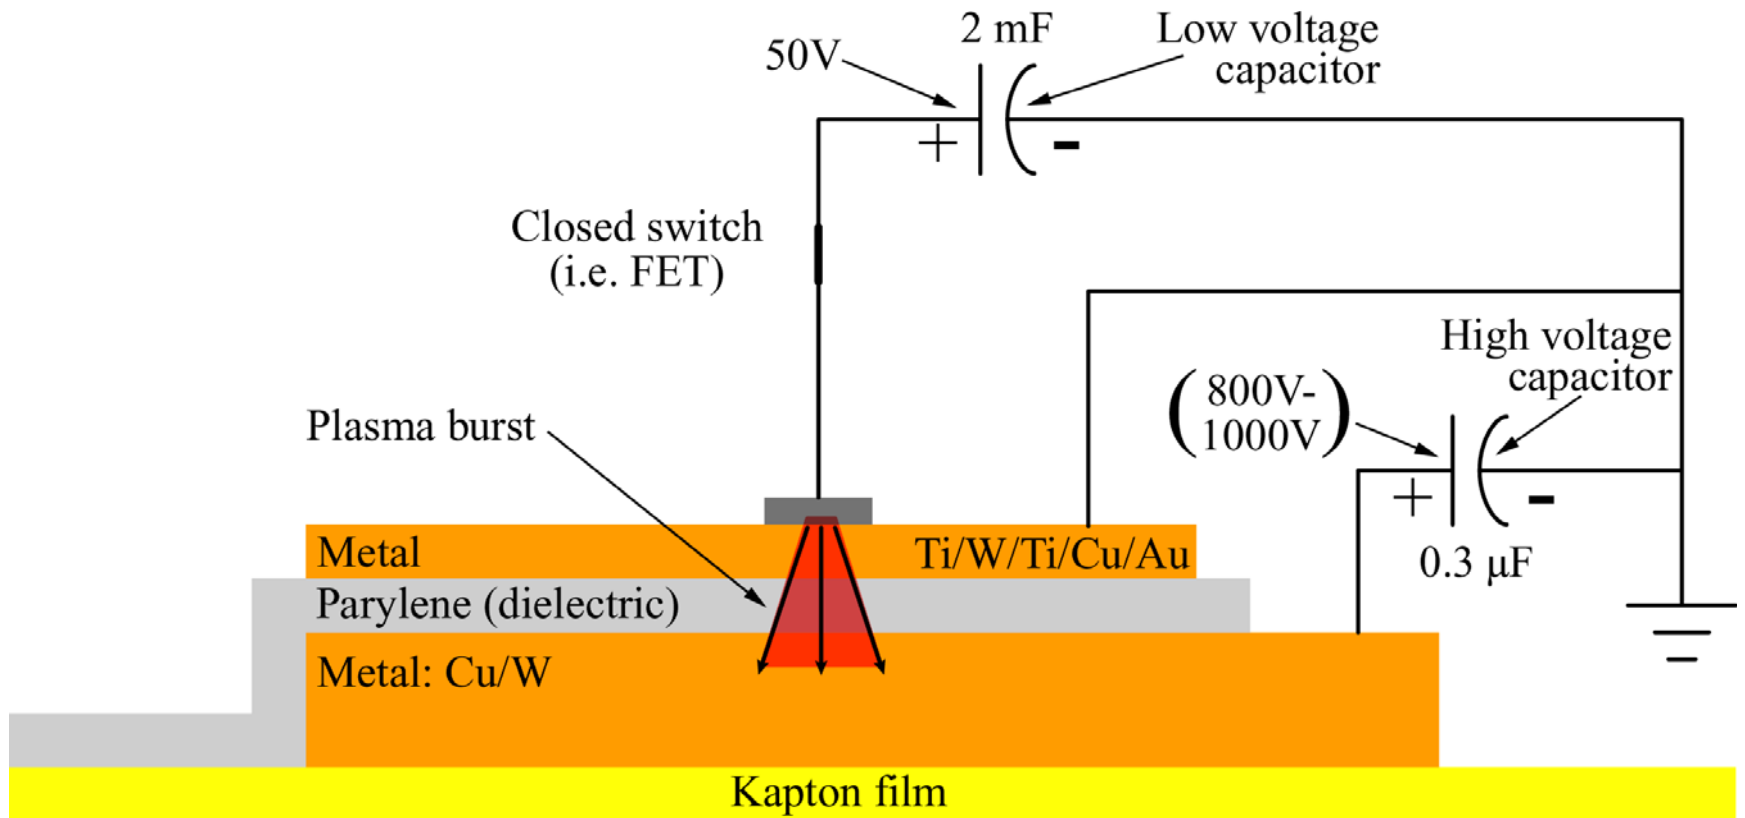 2 mF
Low voltage
capacitor
50V
+
-
Closed switch
(i.e. FET)
High voltage
capacitor
(800V-
1000V)
Plasma burst
+
-
0.3 μF
Metal
Ti/W/Ti/Cu/Au
Parylene (dielectric)
Metal: Cu/W
Kapton film